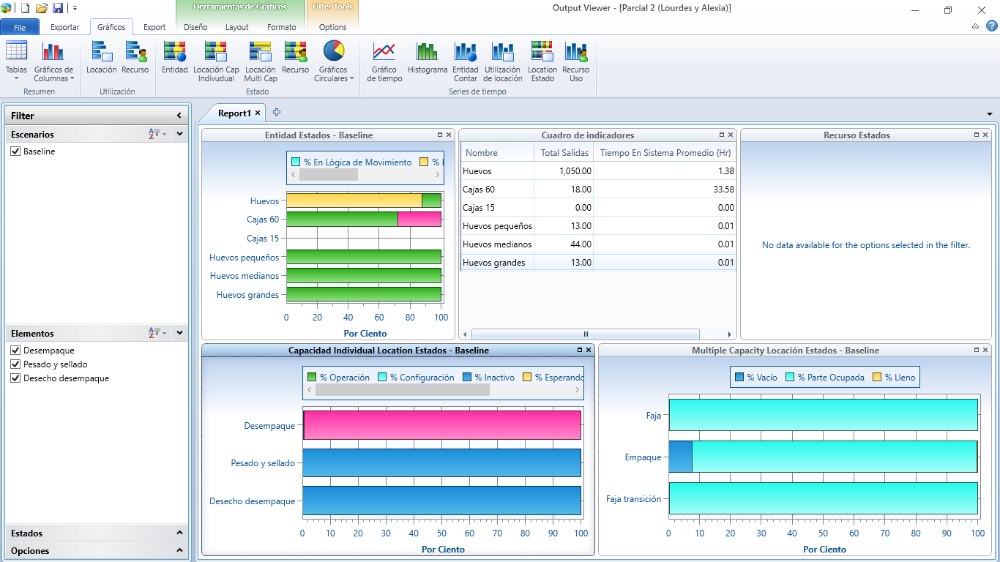 Herramientas de Gráficos
Filter Tools
Output Viewer - [Parcial 2 (Lourdes y Alexia)]
File
Exportar
Gráficos
Export
Diseño
Layout
Formato
Options
Tablas
Gráficos de
Columnas
Locación
Recurso
Entidad
Locación Cap
Indivudual
Locación
Multi Cap
Recurso
Gráficos
Circulares
Gráfico
de tiempo
Histograma
Entidad
Contar
Utilización
de locación
Location
Estado
Recurso
Uso
Resumen
Utilización
Estado
Series de tiempo
Filter
Escenarios
Baseline
Elementos
Desempaque
Pesado y sellado
Desecho desempaque
Estados
Opciones
Report1
Entidad Estados - Baseline
% En Lógica de Movimiento
%
Huevos
Cajas 60
Cajas 15
Huevos pequeños
Huevos medianos
Huevos grandes
0 20 40 60 80 100
Por Ciento
Cuadro de indicadores
Nombre Total Salidas Tiempo En Sistema Promedio (Hr)
Huevos 1,050.00 1.38
Cajas 60 18.00 33.58
Cajas 15 0.00 0.00
Huevos pequeños 13.00 0.01
Huevos medianos 44.00 0.01
Huevos grandes 13.00 0.01
Recurso Estados
No data available for the options selected in the filter.
Capacidad Individual Location Estados - Baseline
% Operación % Configuración % Inactivo % Esperando
Desempaque
Pesado y sellado
Desecho desempaque
0 10 20 30 40 50 60 70 80 90 100
Por Ciento
Multiple Capacity Locación Estados - Baseline
% Vacío % Parte Ocupada % Lleno
Faja
Empaque
Faja transición
0 10 20 30 40 50 60 70 80 90 100
Por Ciento